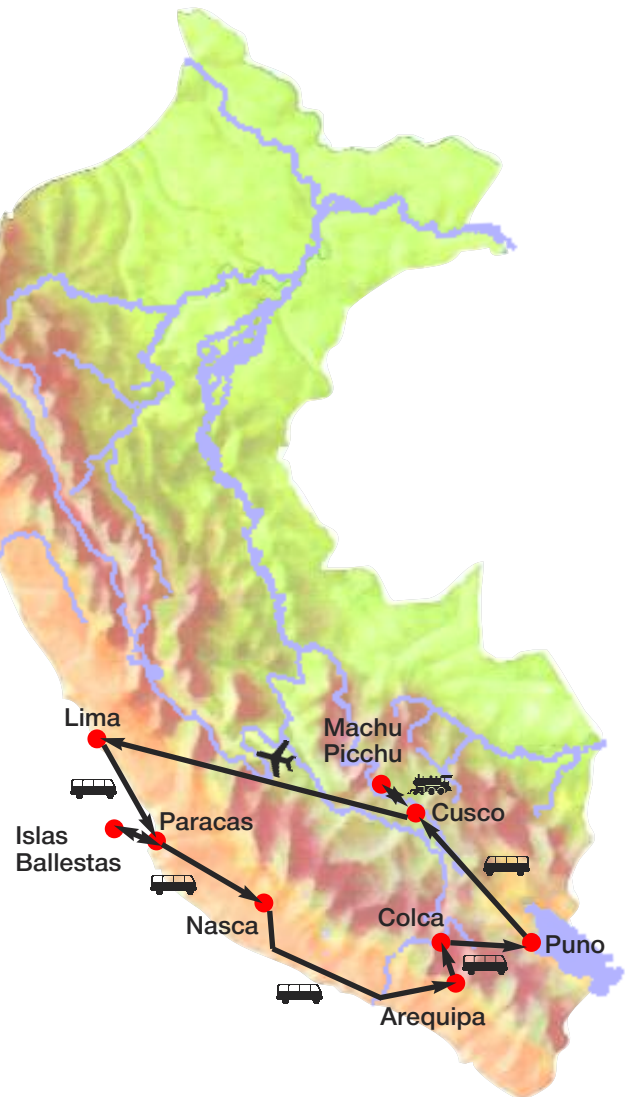 Lima
Machu
Picchu
Cusco
Paracas
Islas
Ballestas
Nasca
Colca
Puno
Arequipa